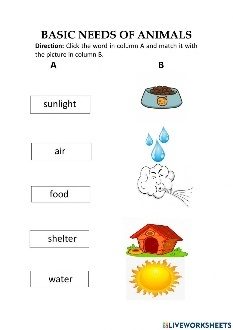 BASIC NEEDS OF ANIMALS
Direction: Click the word in column A and match it with
the picture in column B.
A B
sunlight
air
food
shelter
water
LIVEWORKSHEETS